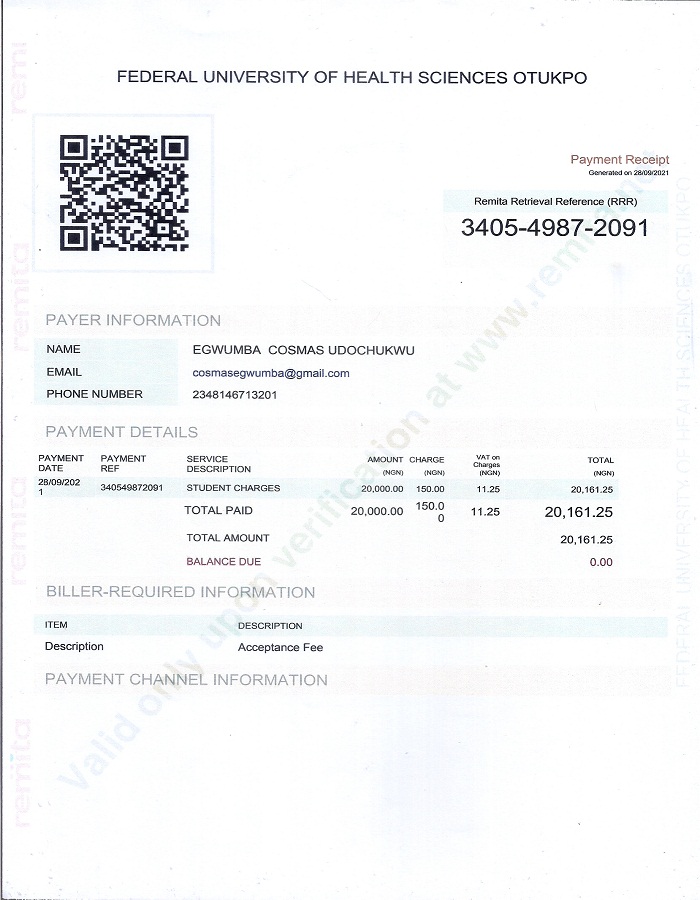 FEDERAL UNIVERSITY OF HEALTH SCIENCES OTUKPO
Payment Receipt
Generated on 28/09/2021
Remita Retrieval Reference (RRR)
3405-4987-2091
PAYER INFORMATION
NAME EGWUMBA COSMAS UDOCHUKWU
EMAIL cosmasegwumba@gmail.com
PHONE NUMBER 2348146713201
PAYMENT DETAILS
PAYMENT DATE PAYMENT REF SERVICE DESCRIPTION AMOUNT (NGN) CHARGE (NGN) VAT on Charges (NGN) TOTAL (NGN)
28/09/2021 340549872091 STUDENT CHARGES 20,000.00 150.00 11.25 20,161.25
TOTAL PAID 20,000.00 150.00 11.25 20,161.25
TOTAL AMOUNT 20,161.25
BALANCE DUE 0.00
BILLER-REQUIRED INFORMATION
ITEM DESCRIPTION
Description Acceptance Fee
PAYMENT CHANNEL INFORMATION
Valid only upon verification at www.remita.net
remita
remita
remita
remita
FEDERAL UNIVERSITY OF HEALTH SCIENCES OTUKPO